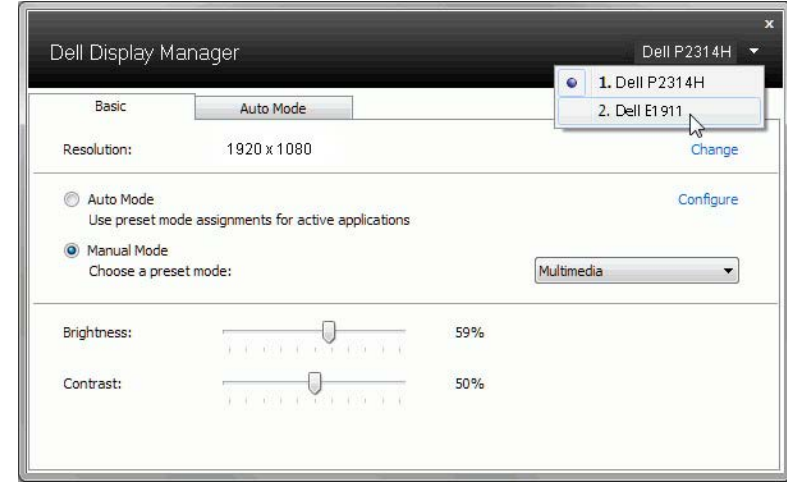 x
Dell Display Manager
Dell P2314H
1. Dell P2314H
2. Dell E1911
Basic
Auto Mode
Resolution:
1920 x 1080
Change
Auto Mode
Configure
Use preset mode assignments for active applications
Manual Mode
Choose a preset mode:
Multimedia
Brightness:
59%
Contrast:
50%